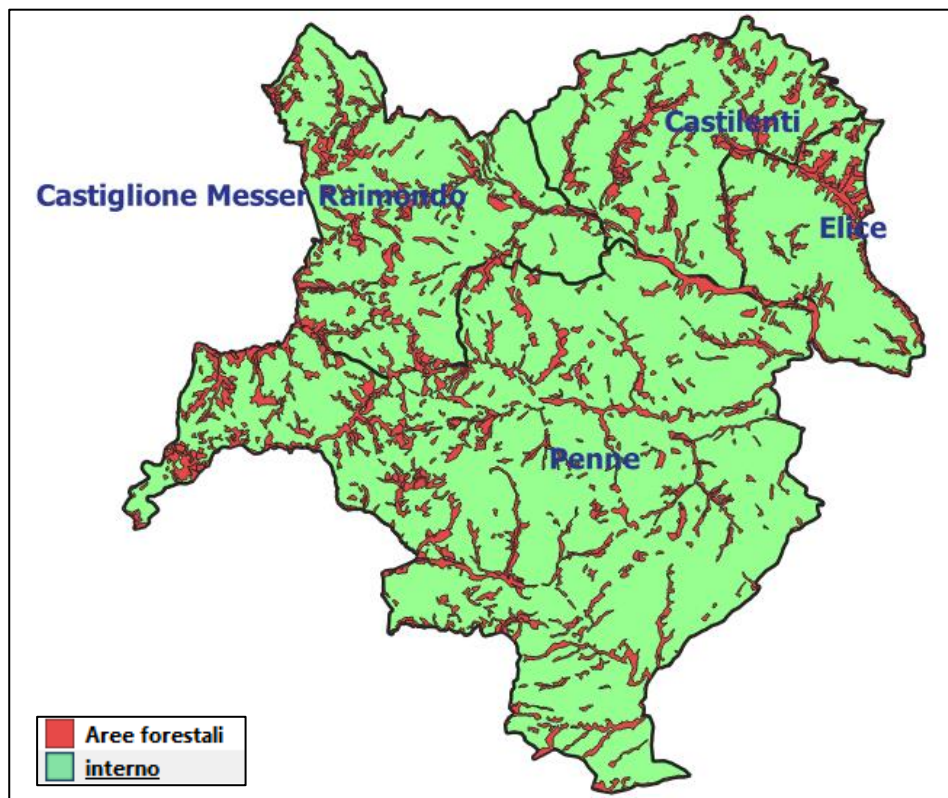 Castilenti
Castiglione Messer Raimondo
Elice
Penne
Aree forestali
interno